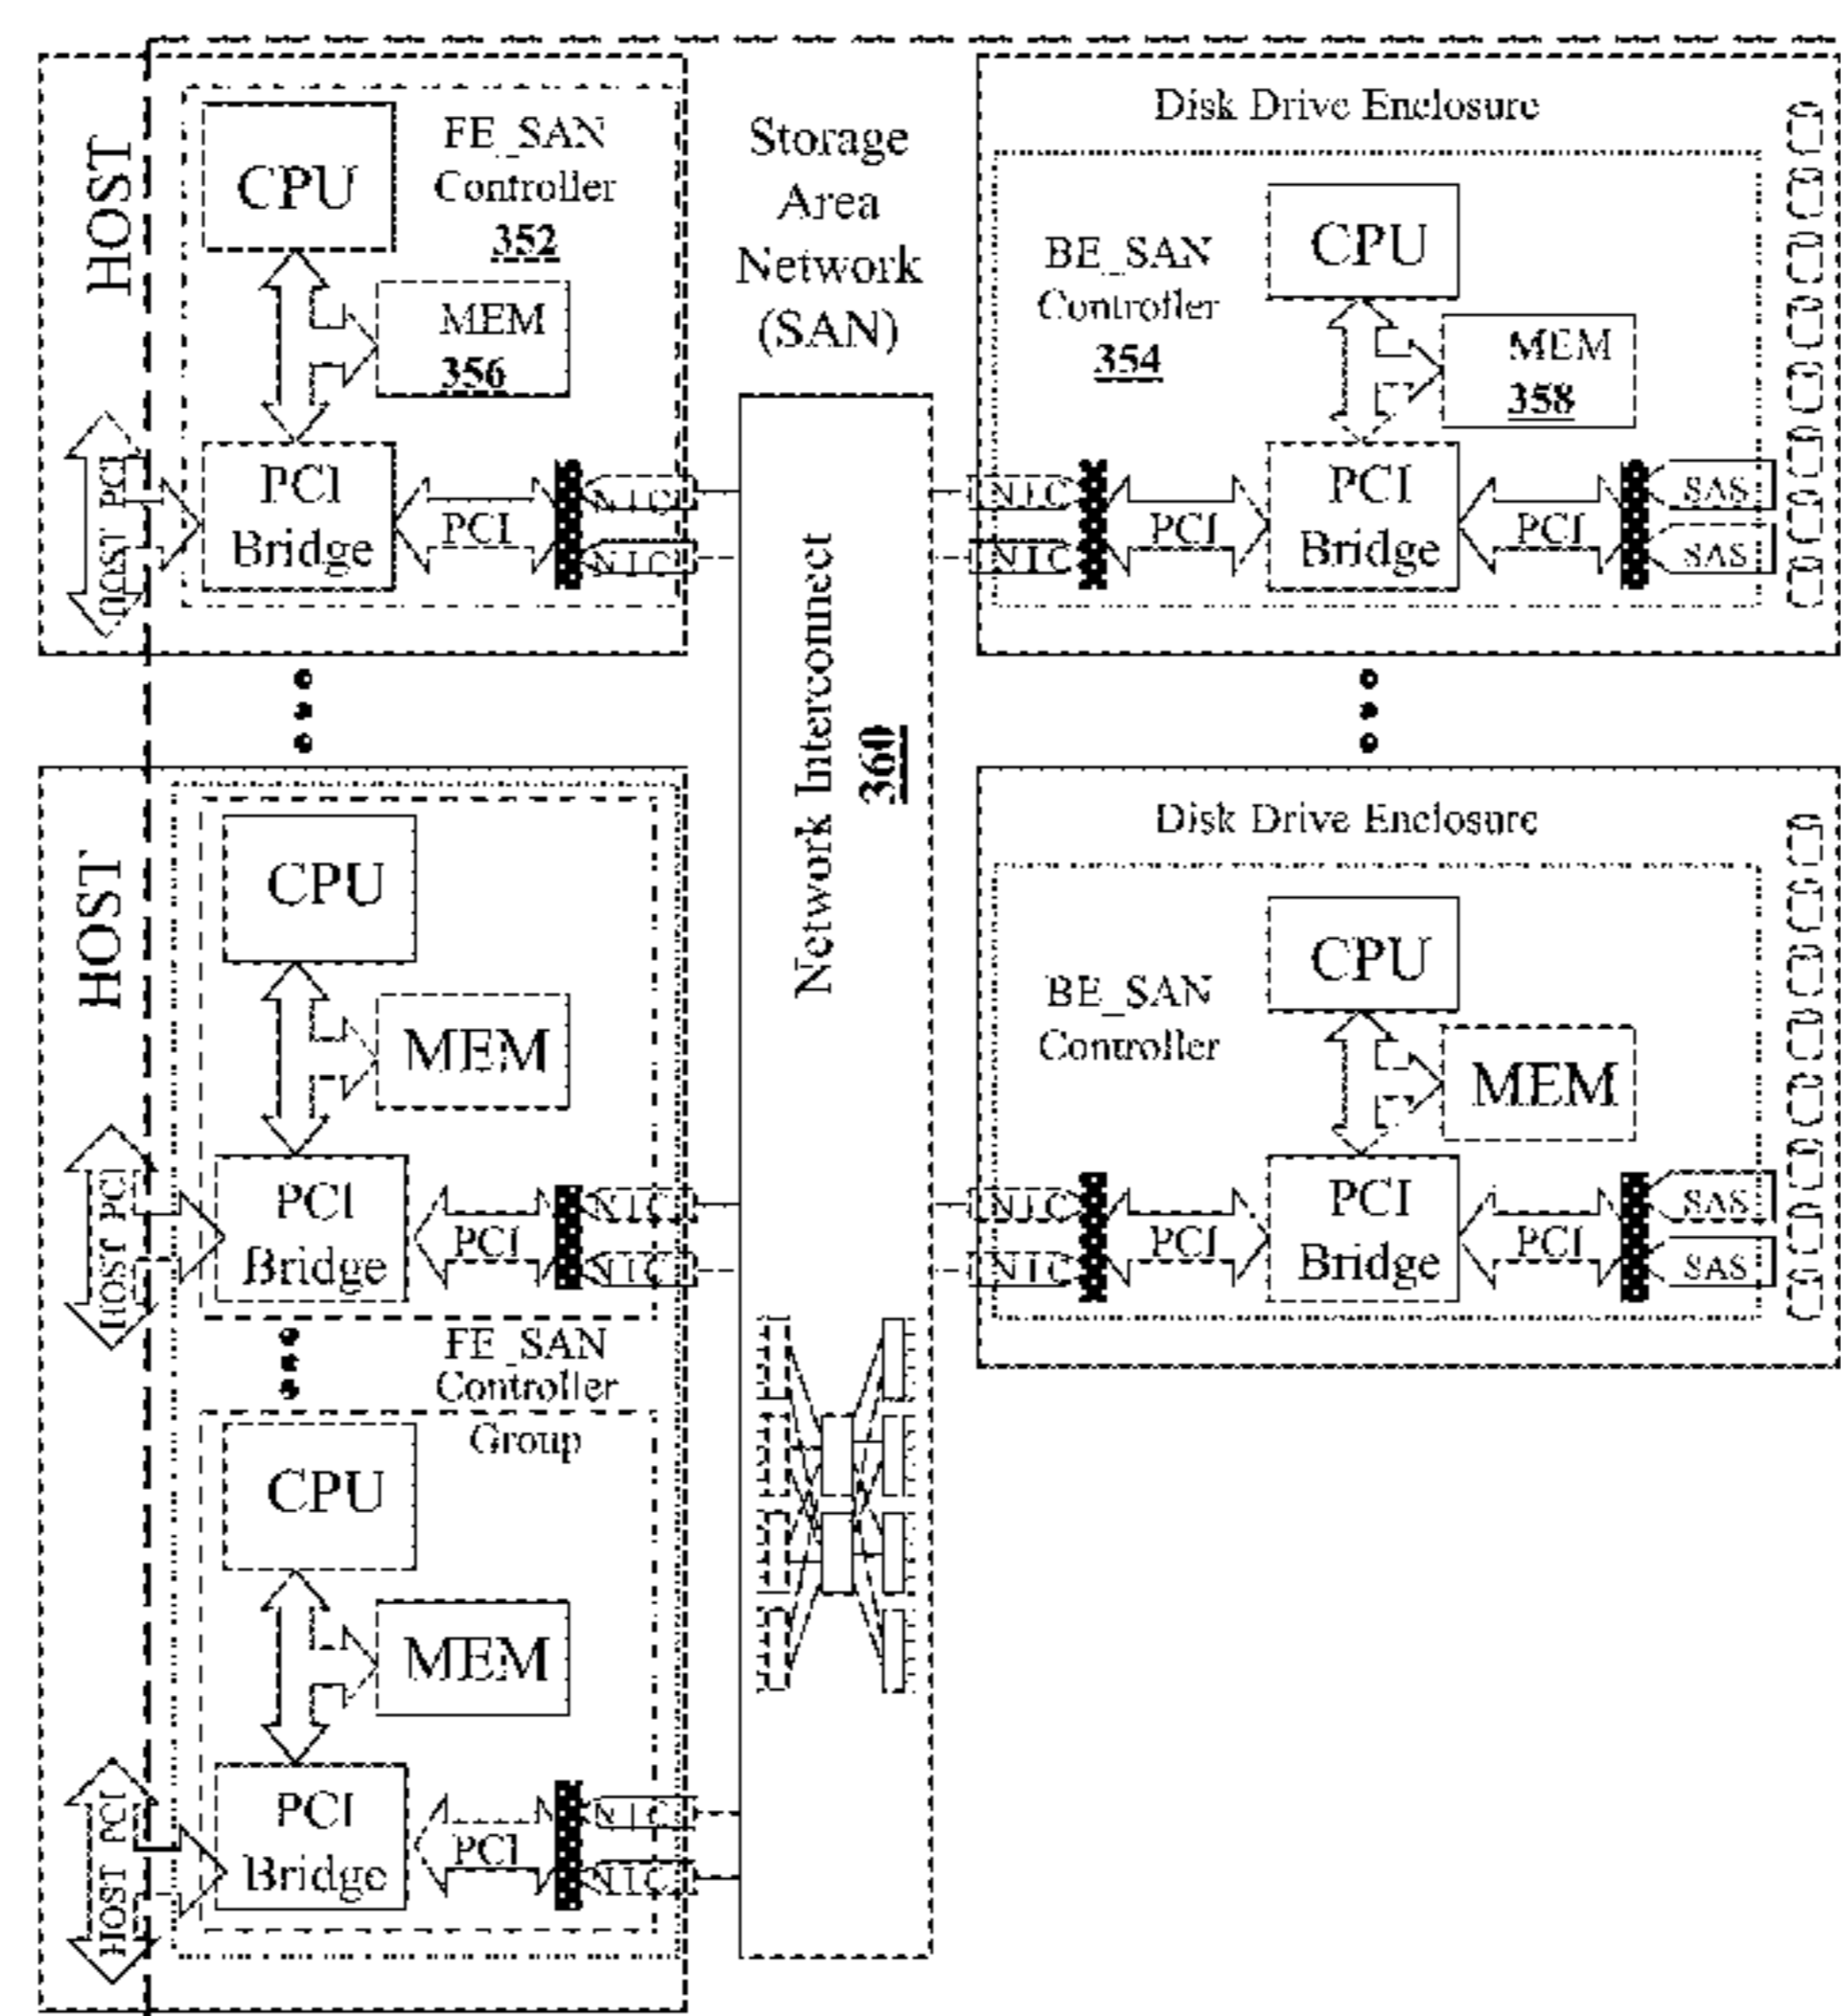 HOST
CPU
FE_SAN
Controller
352
MEM
356
HOST PCI
PCI
Bridge
PCI
NIC
NIC
Storage
Area
Network
(SAN)
Network Interconnect
360
Disk Drive Enclosure
BE_SAN
Controller
354
CPU
MEM
358
NIC
NIC
PCI
PCI
Bridge
PCI
SAS
SAS
HOST
CPU
MEM
HOST PCI
PCI
Bridge
PCI
NIC
NIC
FE_SAN
Controller
Group
CPU
MEM
HOST PCI
PCI
Bridge
PCI
NIC
NIC
Disk Drive Enclosure
BE_SAN
Controller
CPU
MEM
NIC
NIC
PCI
PCI
Bridge
PCI
SAS
SAS